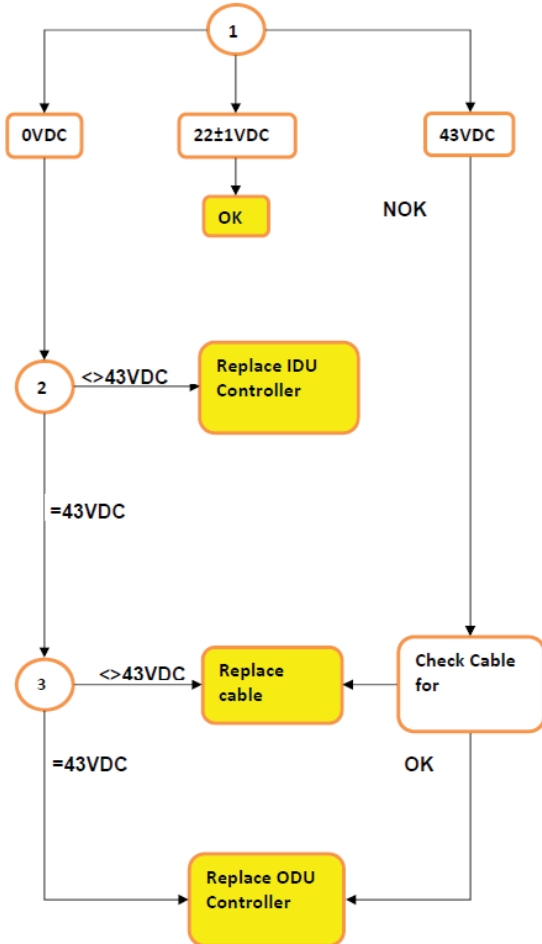 1
0VDC
22±1VDC
43VDC
OK
NOK
2
<>43VDC
Replace IDU
Controller
=43VDC
3
<>43VDC
Replace
cable
Check Cable
for
=43VDC
OK
Replace ODU
Controller